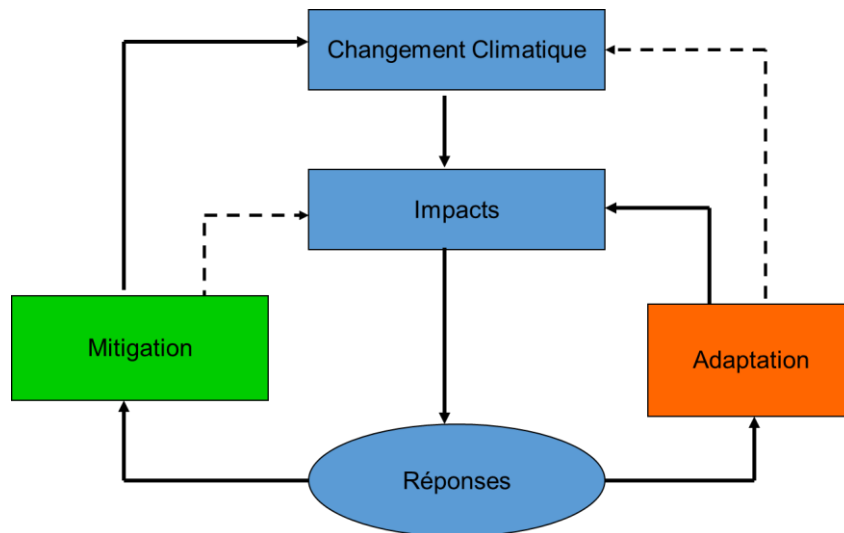 Changement Climatique
Impacts
Mitigation
Adaptation
Réponses